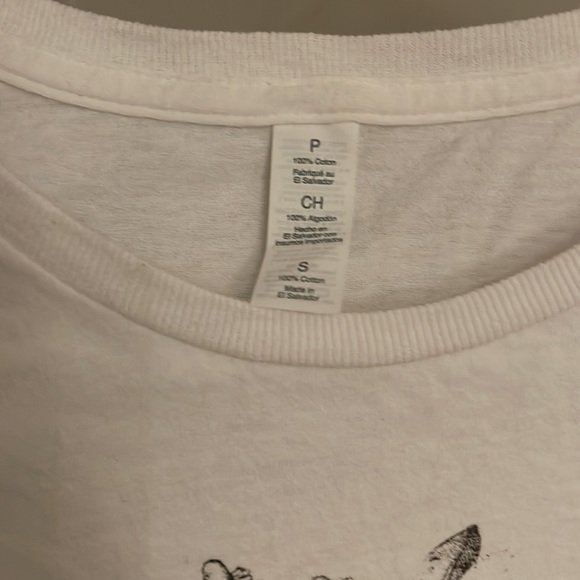 P
100% Coton
Fabriqué au
El Salvador
CH
100% Algodón
Hecho en
El Salvador con
insumos importados
S
100% Cotton
Made in
El Salvador